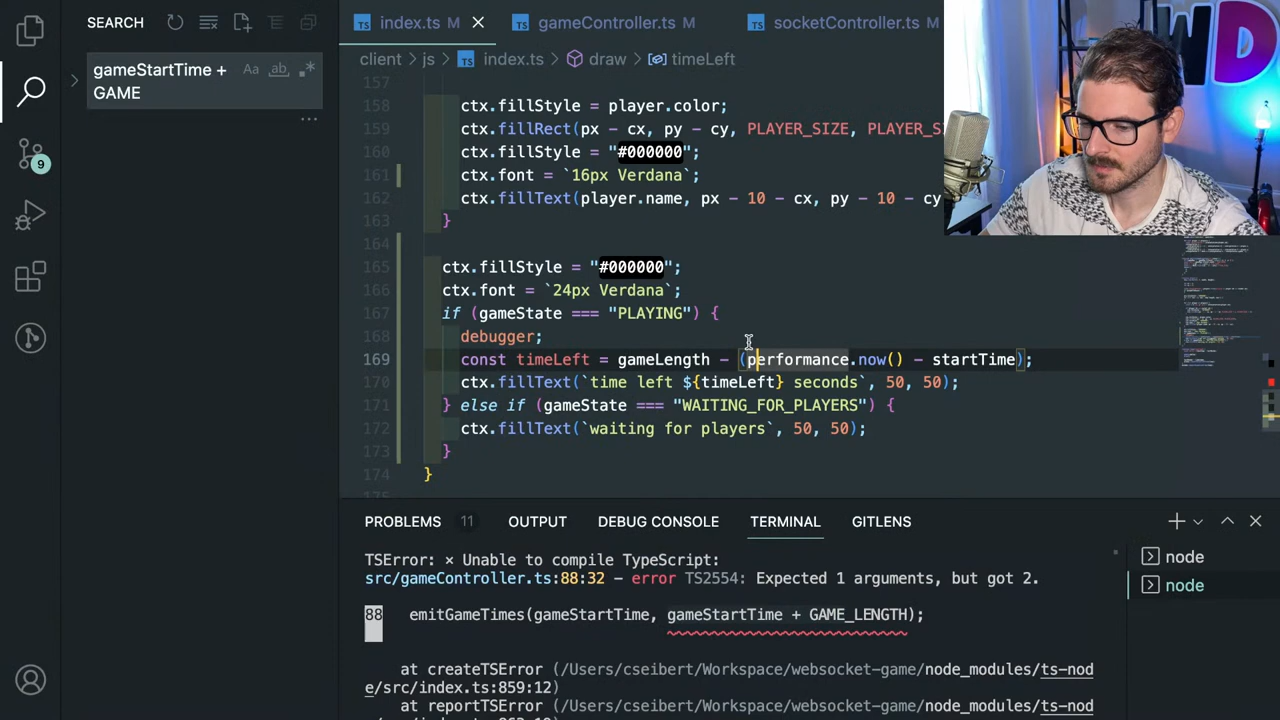 SEARCH
gameStartTime +
GAME
Aa
ab
9
index.ts M
gameController.ts M
socketController.ts M
client › js › index.ts › draw › timeLeft
157
158 ctx.fillStyle = player.color;
159 ctx.fillRect(px - cx, py - cy, PLAYER_SIZE, PLAYER_S
160 ctx.fillStyle = "#000000";
161 ctx.font = `16px Verdana`;
162 ctx.fillText(player.name, px - 10 - cx, py - 10 - cy
163 }
164
165 ctx.fillStyle = "#000000";
166 ctx.font = `24px Verdana`;
167 if (gameState === "PLAYING") {
168 debugger;
169 const timeLeft = gameLength - (performance.now() - startTime);
170 ctx.fillText(`time left ${timeLeft} seconds`, 50, 50);
171 } else if (gameState === "WAITING_FOR_PLAYERS") {
172 ctx.fillText(`waiting for players`, 50, 50);
173 }
174 }
PROBLEMS 11 OUTPUT DEBUG CONSOLE TERMINAL GITLENS
TSError: ⨯ Unable to compile TypeScript:
src/gameController.ts:88:32 - error TS2554: Expected 1 arguments, but got 2.
88 emitGameTimes(gameStartTime, gameStartTime + GAME_LENGTH);
at createTSError (/Users/cseibert/Workspace/websocket-game/node_modules/ts-nod
e/src/index.ts:859:12)
at reportTSError (/Users/cseibert/Workspace/websocket-game/node_modules/ts-nod
node
node
WD